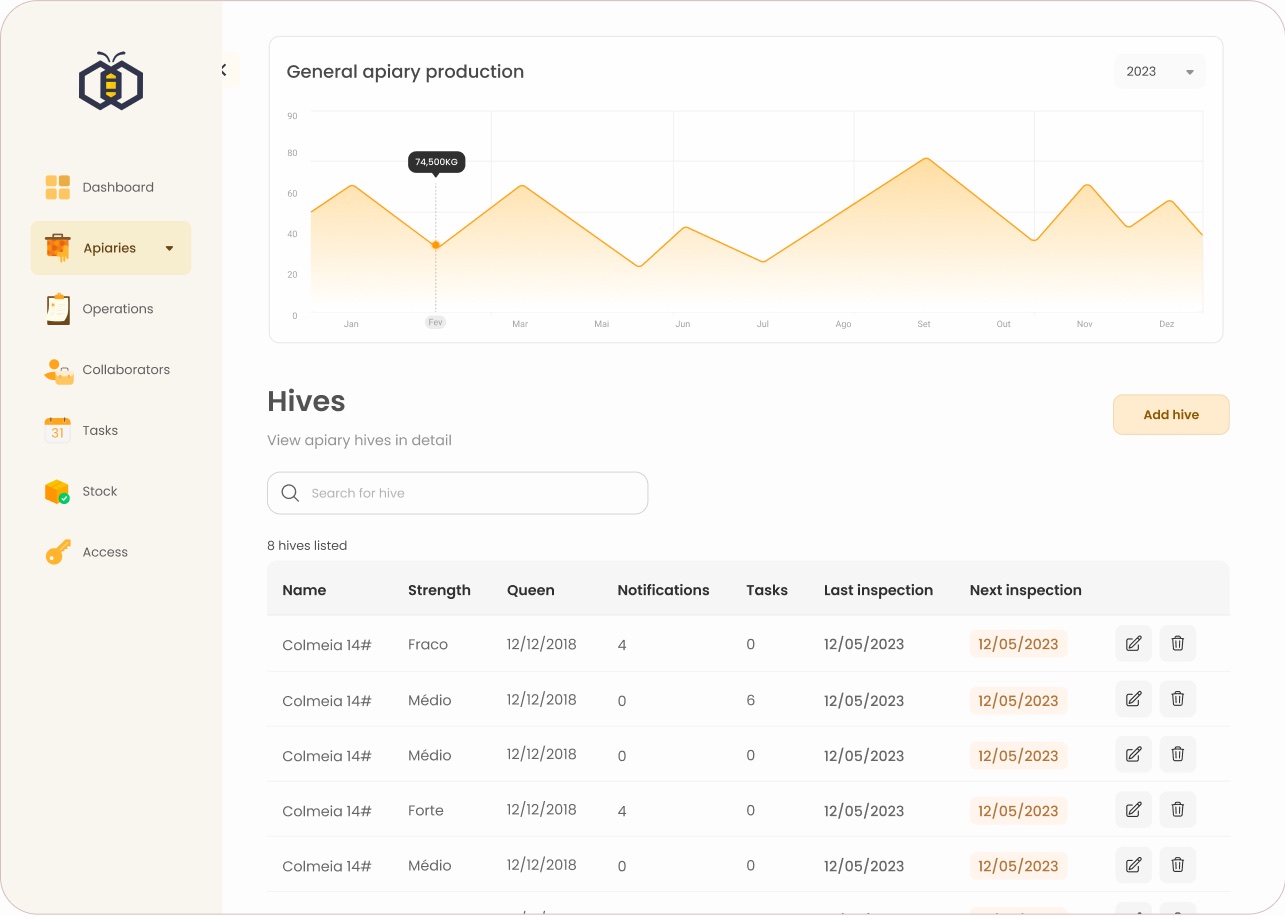 General apiary production
2023
90
80
60
40
20
0
74,500KG
Jan Fev Mar Mai Jun Jul Ago Set Out Nov Dez
Dashboard
Apiaries
Operations
Collaborators
31
Tasks
Stock
Access
Hives
View apiary hives in detail
Add hive
Search for hive
8 hives listed
Name Strength Queen Notifications Tasks Last inspection Next inspection
Colmeia 14# Fraco 12/12/2018 4 0 12/05/2023 12/05/2023
Colmeia 14# Médio 12/12/2018 0 6 12/05/2023 12/05/2023
Colmeia 14# Médio 12/12/2018 0 0 12/05/2023 12/05/2023
Colmeia 14# Forte 12/12/2018 4 0 12/05/2023 12/05/2023
Colmeia 14# Médio 12/12/2018 0 0 12/05/2023 12/05/2023